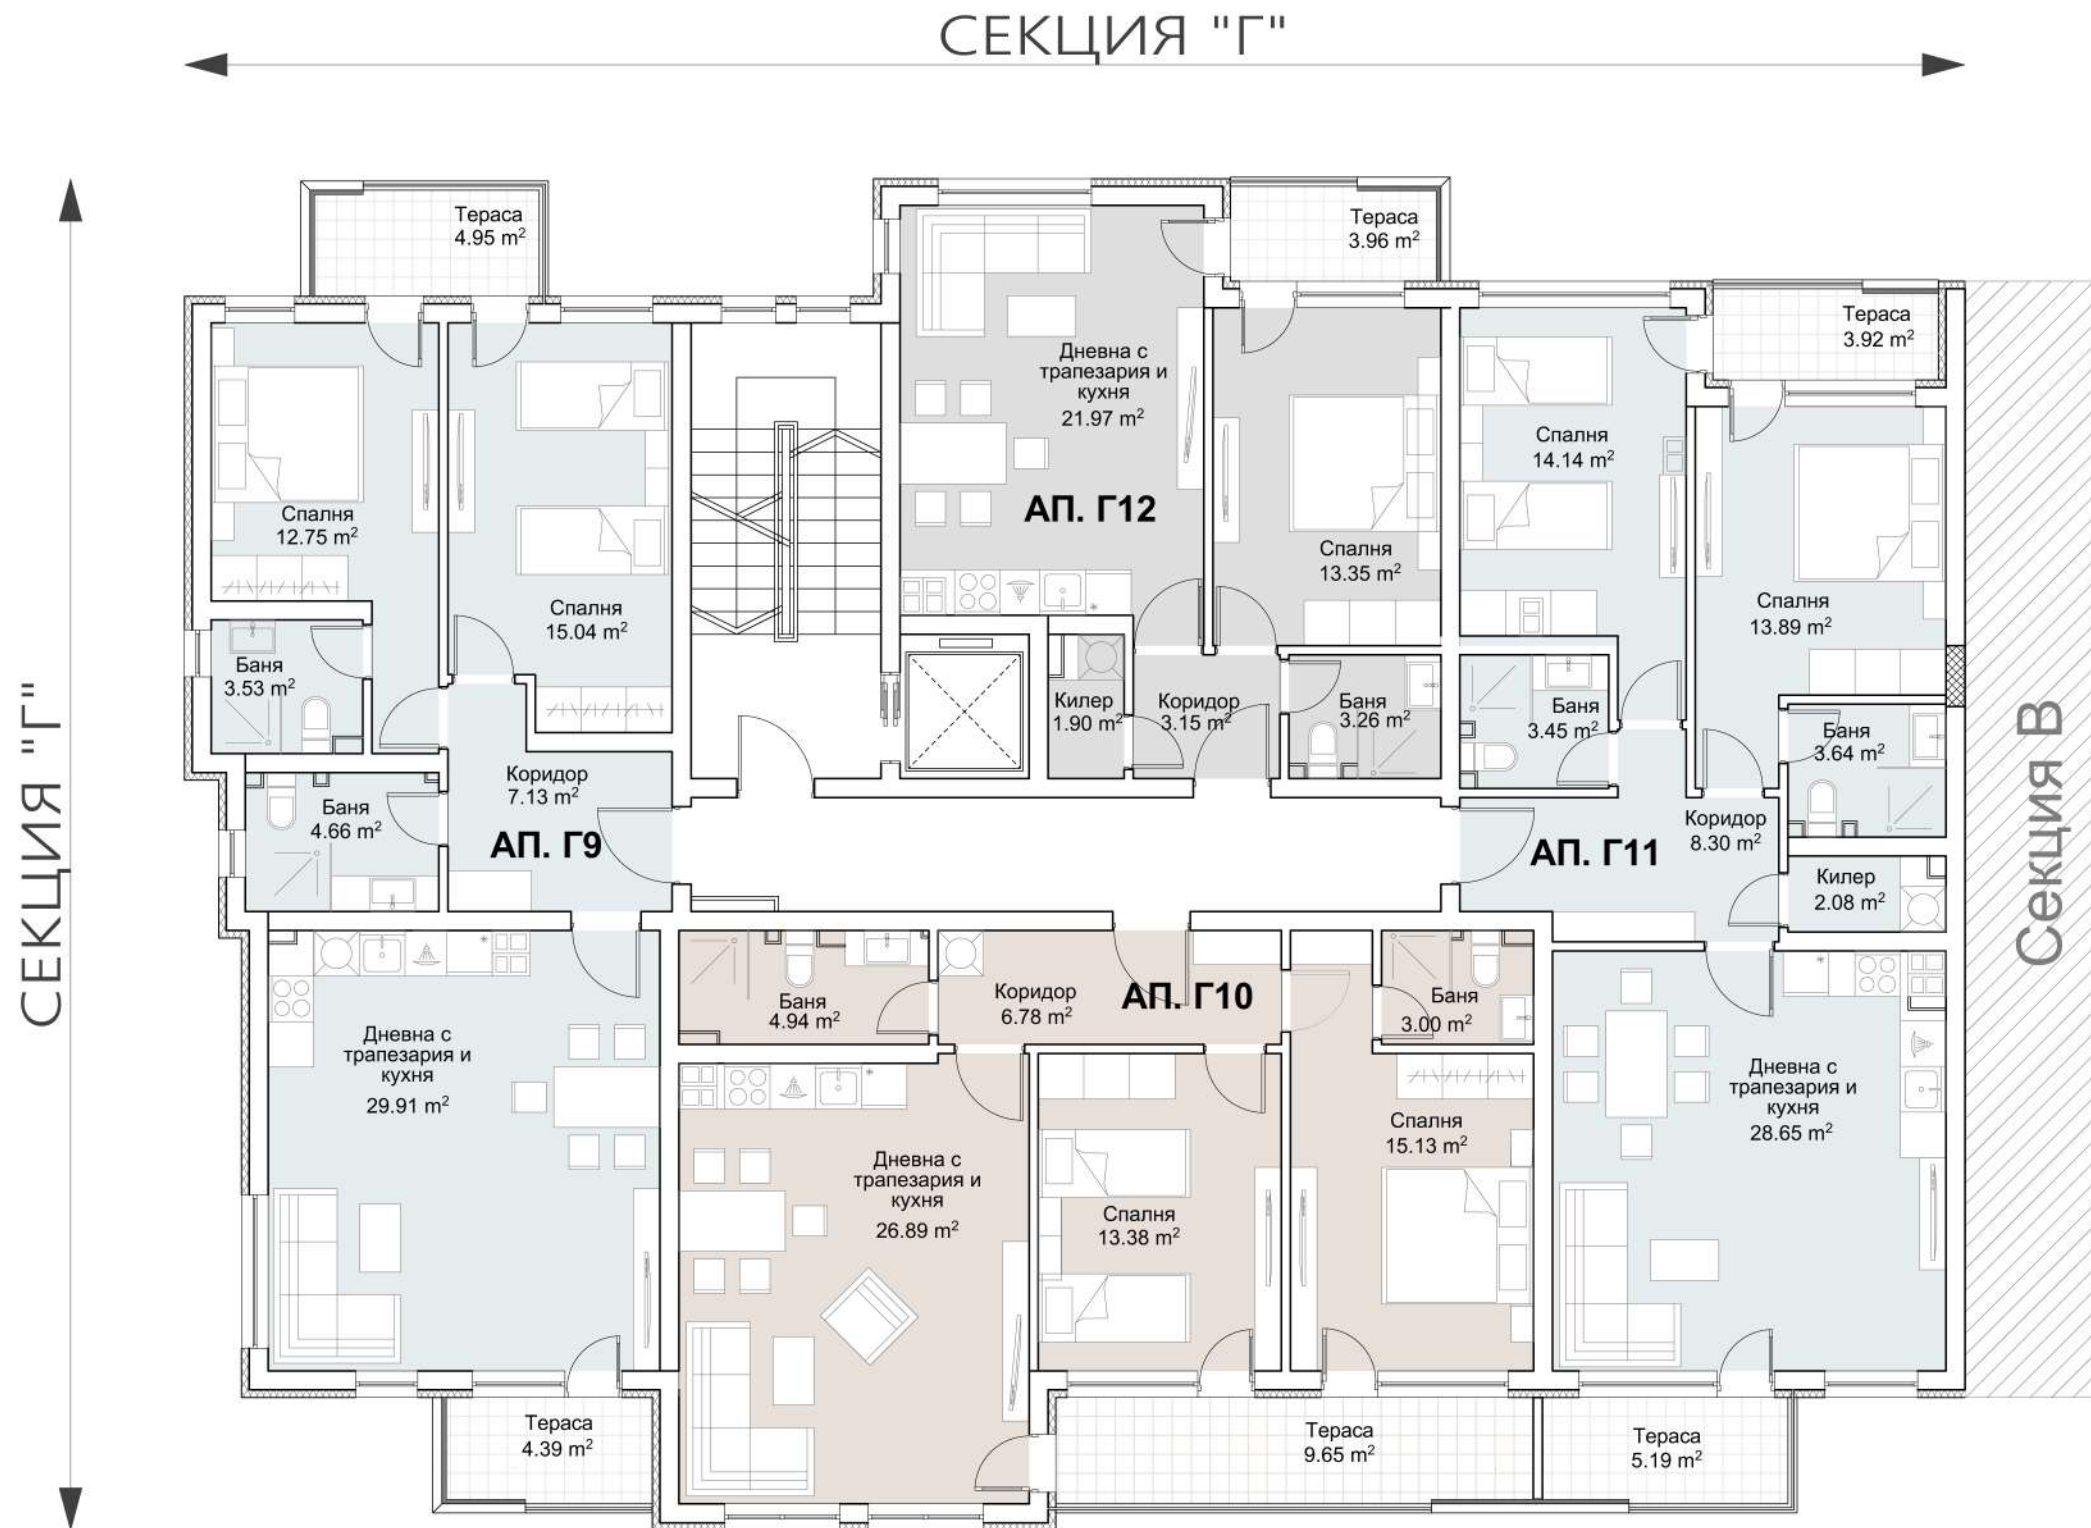 СЕКЦИЯ "Г"
СЕКЦИЯ "Г"
Секция В
Тераса
4.95 m²
Тераса
3.96 m²
Тераса
3.92 m²
Спалня
12.75 m²
Спалня
15.04 m²
Баня
3.53 m²
Баня
4.66 m²
Коридор
7.13 m²
АП. Г9
Дневна с
трапезария и
кухня
21.97 m²
АП. Г12
Спалня
13.35 m²
Килер
1.90 m²
Коридор
3.15 m²
Баня
3.26 m²
Спалня
14.14 m²
Спалня
13.89 m²
Баня
3.45 m²
Баня
3.64 m²
Коридор
8.30 m²
АП. Г11
Килер
2.08 m²
Дневна с
трапезария и
кухня
29.91 m²
Баня
4.94 m²
Коридор
6.78 m²
АП. Г10
Баня
3.00 m²
Дневна с
трапезария и
кухня
26.89 m²
Спалня
13.38 m²
Спалня
15.13 m²
Дневна с
трапезария и
кухня
28.65 m²
Тераса
4.39 m²
Тераса
9.65 m²
Тераса
5.19 m²